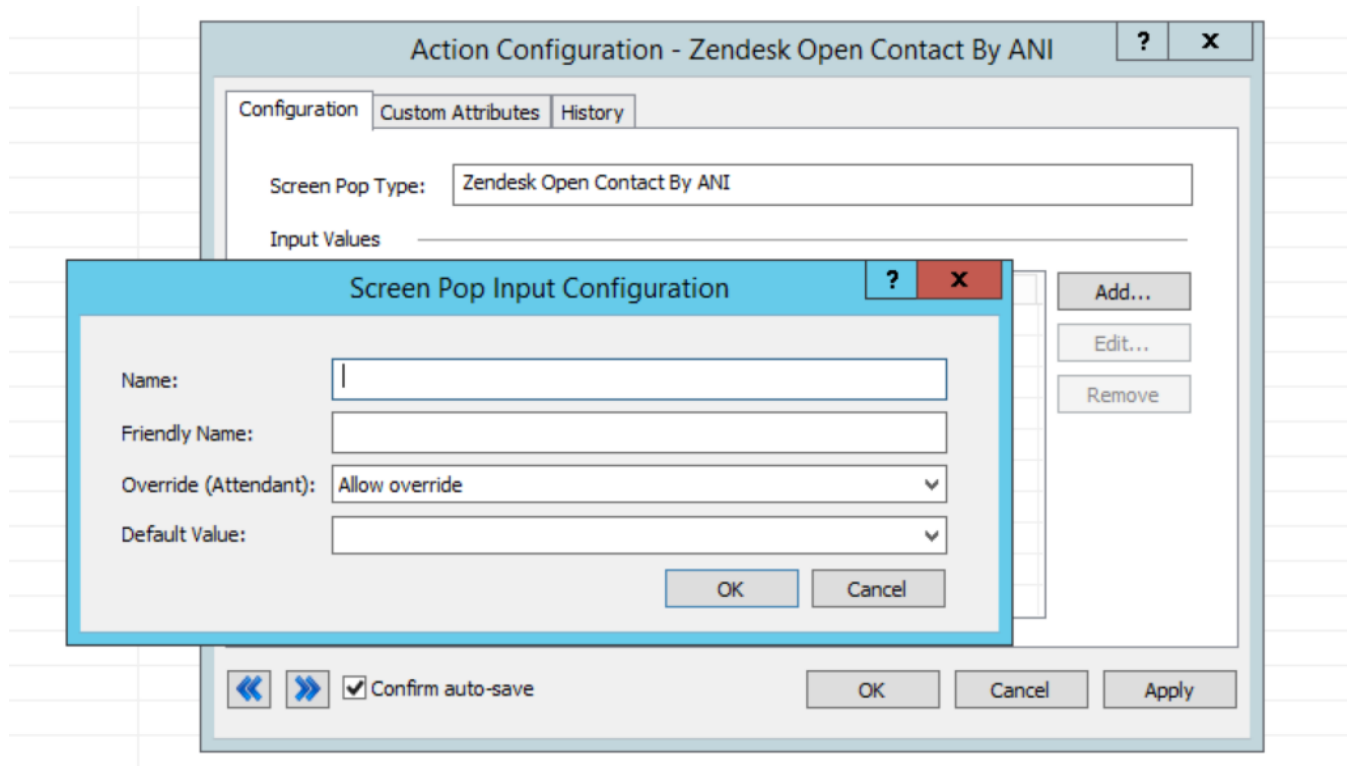 Action Configuration - Zendesk Open Contact By ANI
? x
Configuration Custom Attributes History
Screen Pop Type: Zendesk Open Contact By ANI
Input Values
Screen Pop Input Configuration
? x
Add...
Edit...
Remove
Name:
Friendly Name:
Override (Attendant): Allow override
Default Value:
OK Cancel
Confirm auto-save
OK Cancel Apply